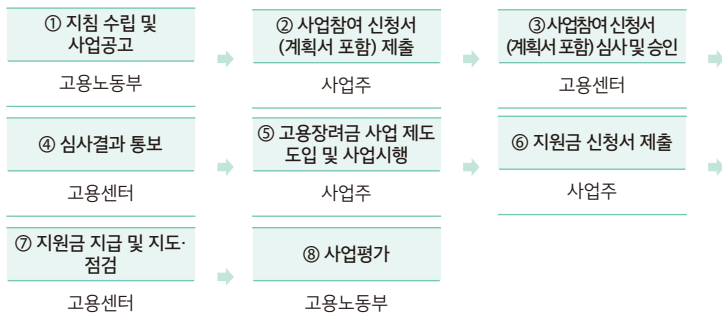 ① 지침 수립 및
사업공고
고용노동부
② 사업참여 신청서
(계획서 포함) 제출
사업주
③ 사업참여 신청서
(계획서 포함) 심사 및 승인
고용센터
④ 심사결과 통보
고용센터
⑤ 고용장려금 사업 제도
도입 및 사업시행
사업주
⑥ 지원금 신청서 제출
사업주
⑦ 지원금 지급 및 지도·
점검
고용센터
⑧ 사업평가
고용노동부